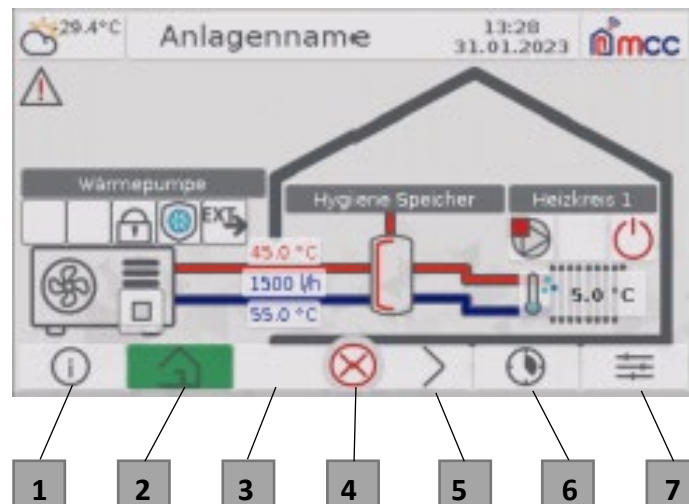 29.4°C Anlagenname 13:28
31.01.2023 mcc
Wärmepumpe
Hygiene Speicher Heizkreis 1
EXT
45.0 °C
1500 l/h
5.0 °C
55.0 °C
1 2 3 4 5 6 7